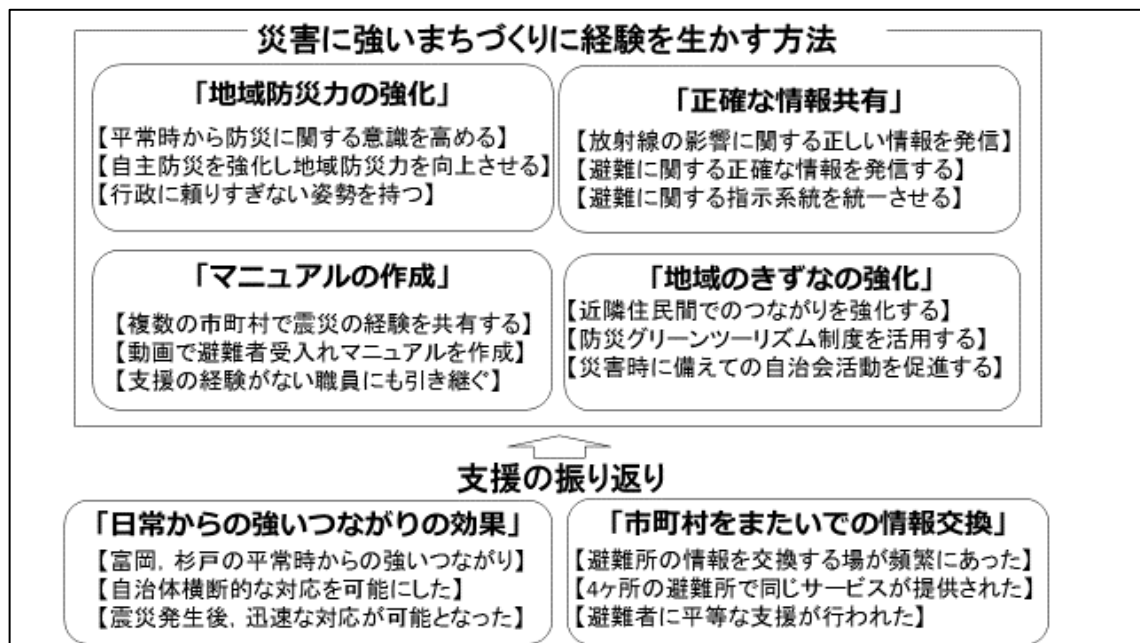 災害に強いまちづくりに経験を生かす方法
「地域防災力の強化」
【平常時から防災に関する意識を高める】
【自主防災を強化し地域防災力を向上させる】
【行政に頼りすぎない姿勢を持つ】
「正確な情報共有」
【放射線の影響に関する正しい情報を発信】
【避難に関する正確な情報を発信する】
【避難に関する指示系統を統一させる】
「マニュアルの作成」
【複数の市町村で震災の経験を共有する】
【動画で避難者受入れマニュアルを作成】
【支援の経験がない職員にも引き継ぐ】
「地域のきずなの強化」
【近隣住民間でのつながりを強化する】
【防災グリーンツーリズム制度を活用する】
【災害時に備えての自治会活動を促進する】
支援の振り返り
「日常からの強いつながりの効果」
【富岡，杉戸の平常時からの強いつながり】
【自治体横断的な対応を可能にした】
【震災発生後，迅速な対応が可能となった】
「市町村をまたいでの情報交換」
【避難所の情報を交換する場が頻繁にあった】
【4ヶ所の避難所で同じサービスが提供された】
【避難者に平等な支援が行われた】